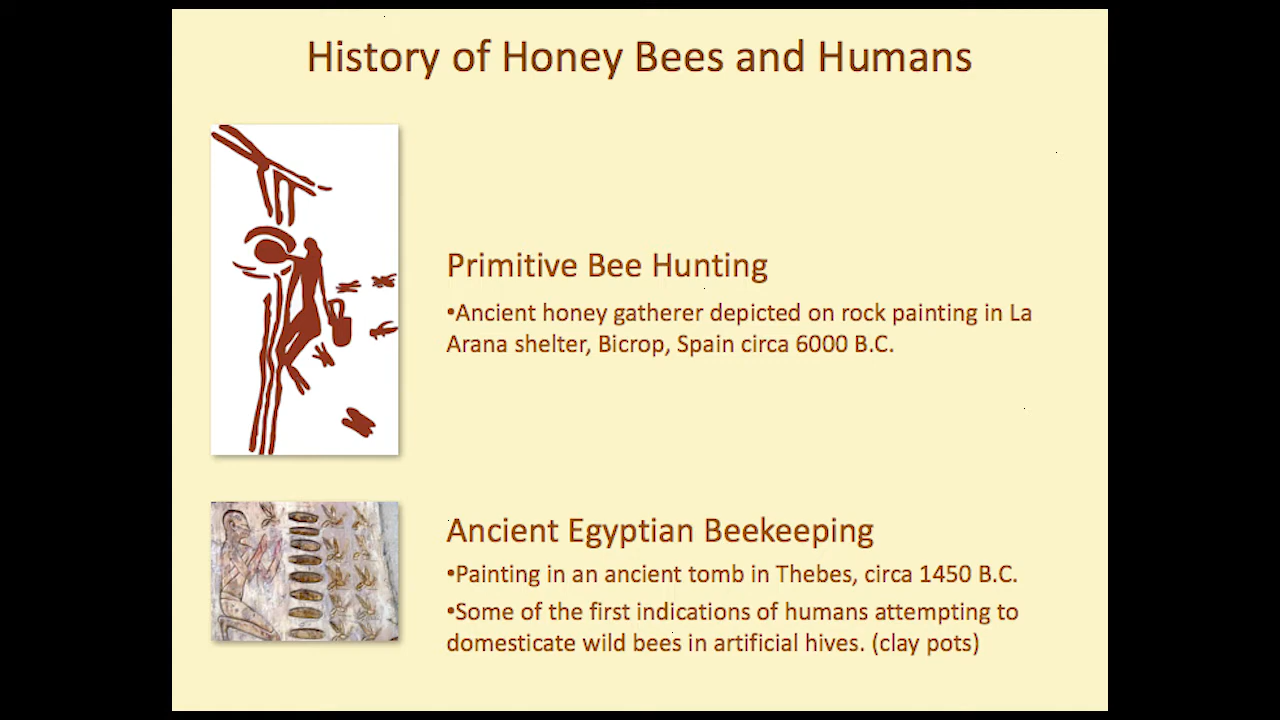 History of Honey Bees and Humans
Primitive Bee Hunting
•Ancient honey gatherer depicted on rock painting in La
Arana shelter, Bicrop, Spain circa 6000 B.C.
Ancient Egyptian Beekeeping
•Painting in an ancient tomb in Thebes, circa 1450 B.C.
•Some of the first indications of humans attempting to
domesticate wild bees in artificial hives. (clay pots)